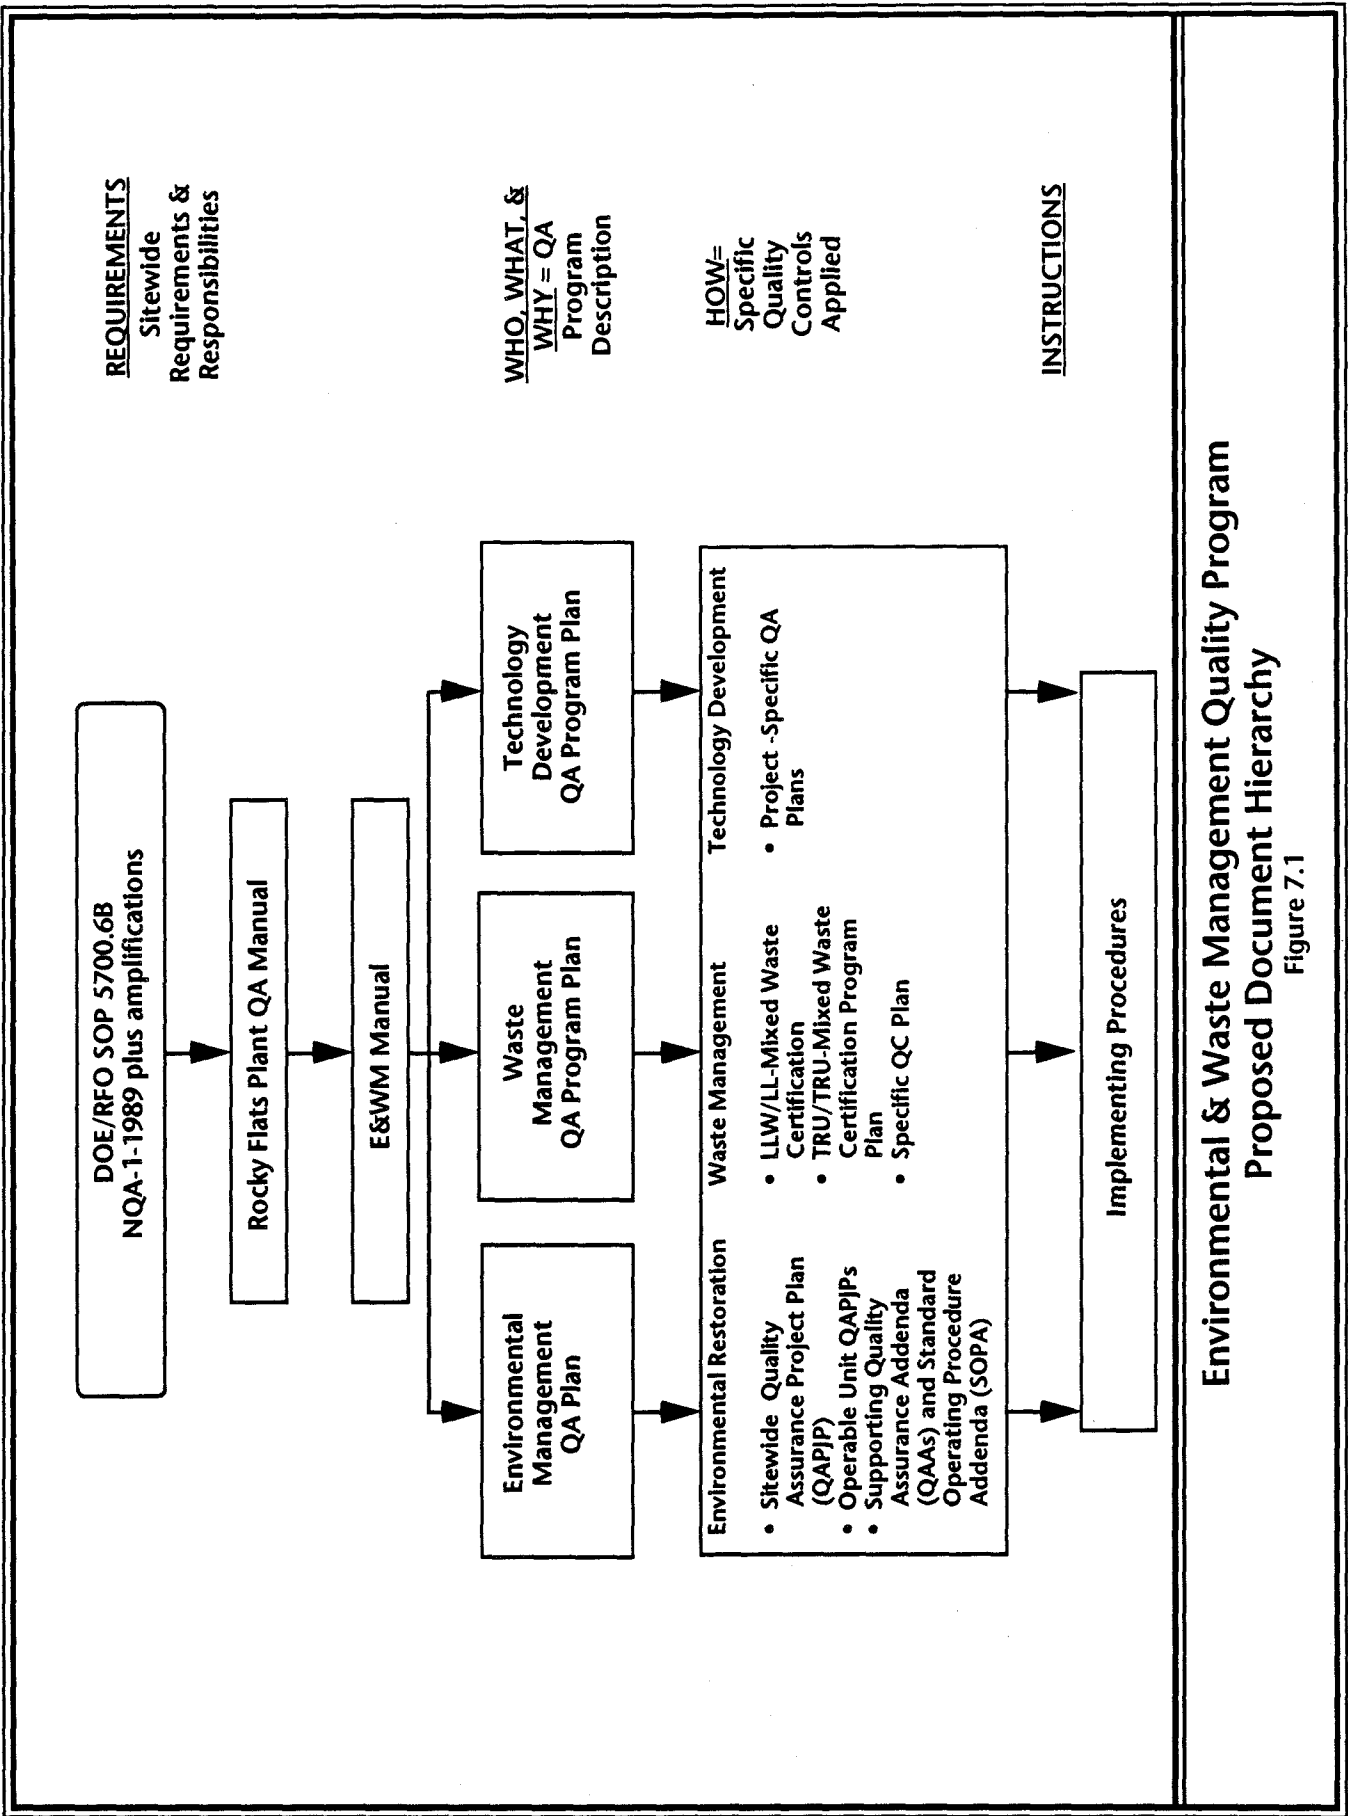 DOE/RFO SOP 5700.6B
NQA-1-1989 plus amplifications
REQUIREMENTS
Sitewide
Requirements &
Responsibilities
Rocky Flats Plant QA Manual
E&WM Manual
Environmental
Management
QA Plan
Waste
Management
QA Program Plan
Technology
Development
QA Program Plan
WHO, WHAT, &
WHY = QA
Program
Description
Environmental Restoration
• Sitewide Quality
Assurance Project Plan
(QAPJP)
• Operable Unit QAPJPs
• Supporting Quality
Assurance Addenda
(QAAs) and Standard
Operating Procedure
Addenda (SOPA)
Waste Management
• LLW/LL-Mixed Waste
Certification
• TRU/TRU-Mixed Waste
Certification Program
Plan
• Specific QC Plan
Technology Development
• Project -Specific QA
Plans
HOW=
Specific
Quality
Controls
Applied
Implementing Procedures
INSTRUCTIONS
Environmental & Waste Management Quality Program
Proposed Document Hierarchy
Figure 7.1